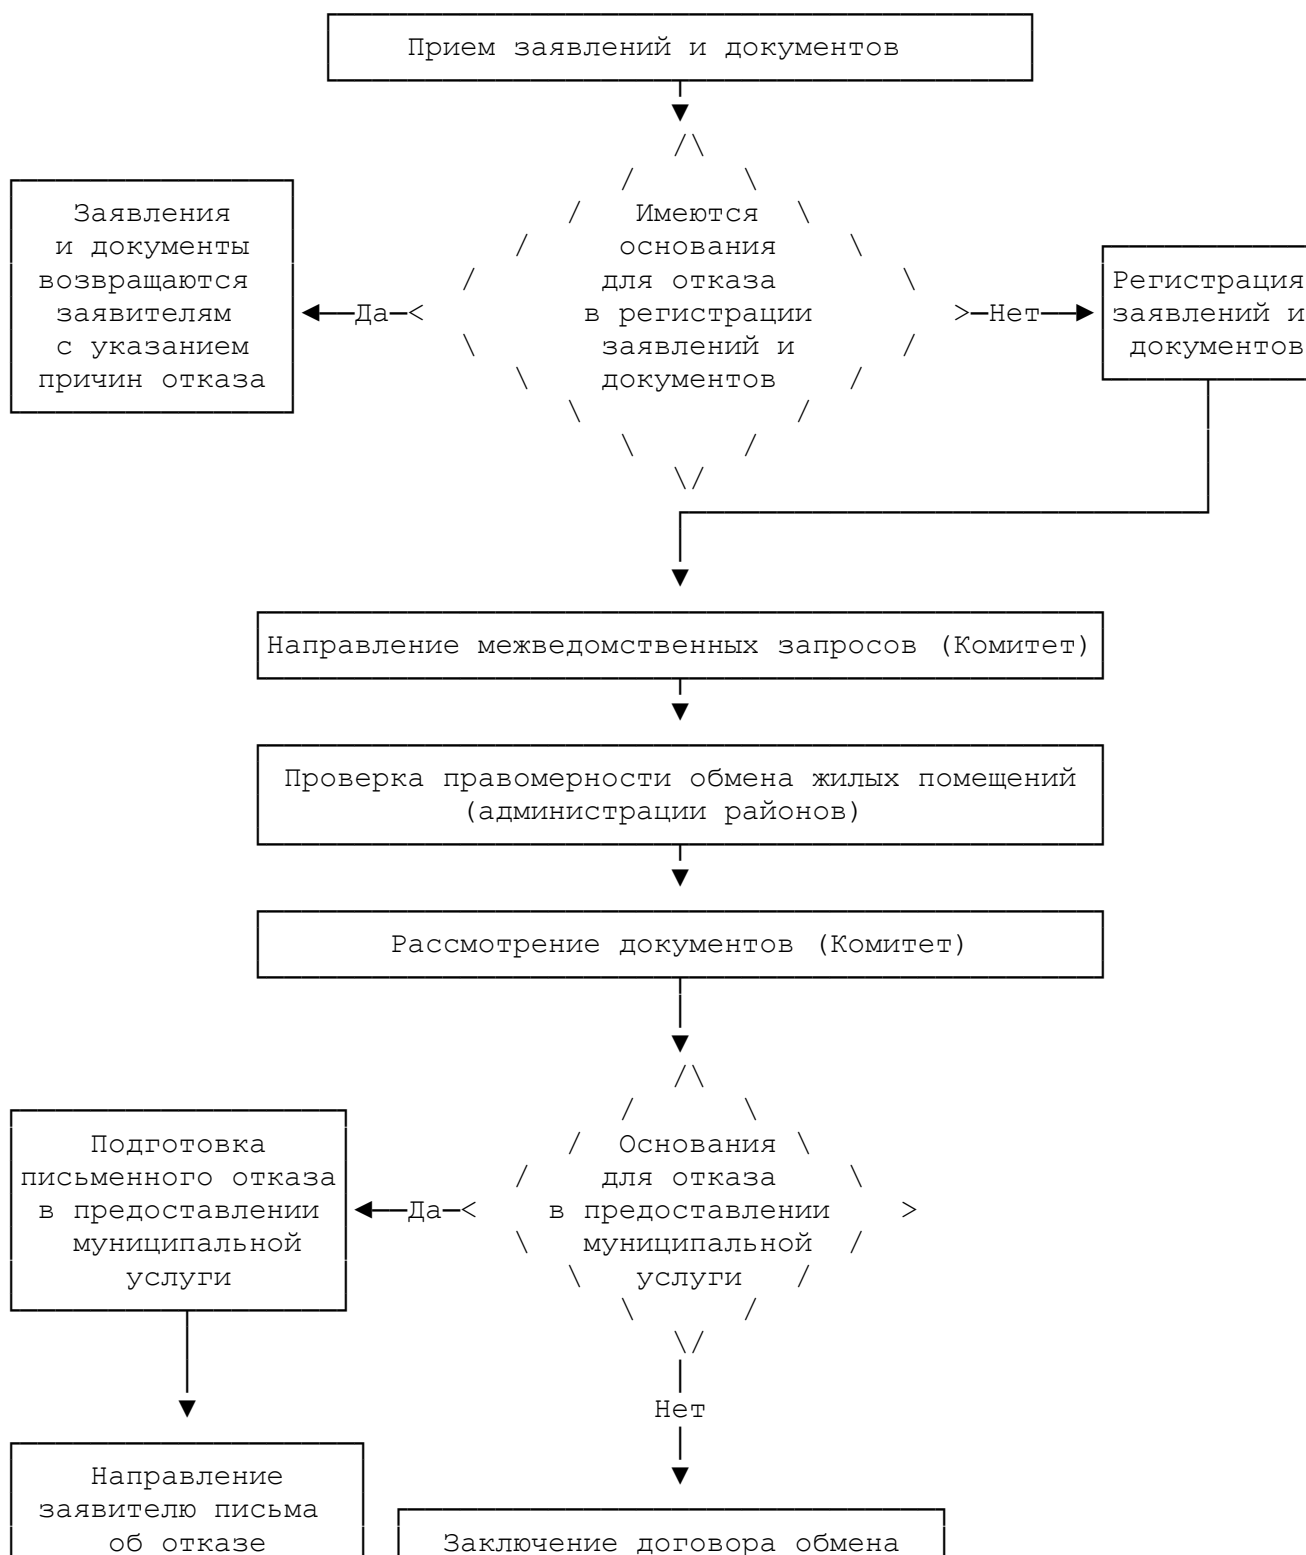 Прием заявлений и документов
Заявления
и документы
возвращаются
заявителям
с указанием
причин отказа
Да
Имеются
основания
для отказа
в регистрации
заявлений и
документов
Нет
Регистрация
заявлений и
документов
Направление межведомственных запросов (Комитет)
Проверка правомерности обмена жилых помещений
(администрации районов)
Рассмотрение документов (Комитет)
Подготовка
письменного отказа
в предоставлении
муниципальной
услуги
Да
Основания
для отказа
в предоставлении
муниципальной
услуги
Нет
Направление
заявителю письма
об отказе
Заключение договора обмена